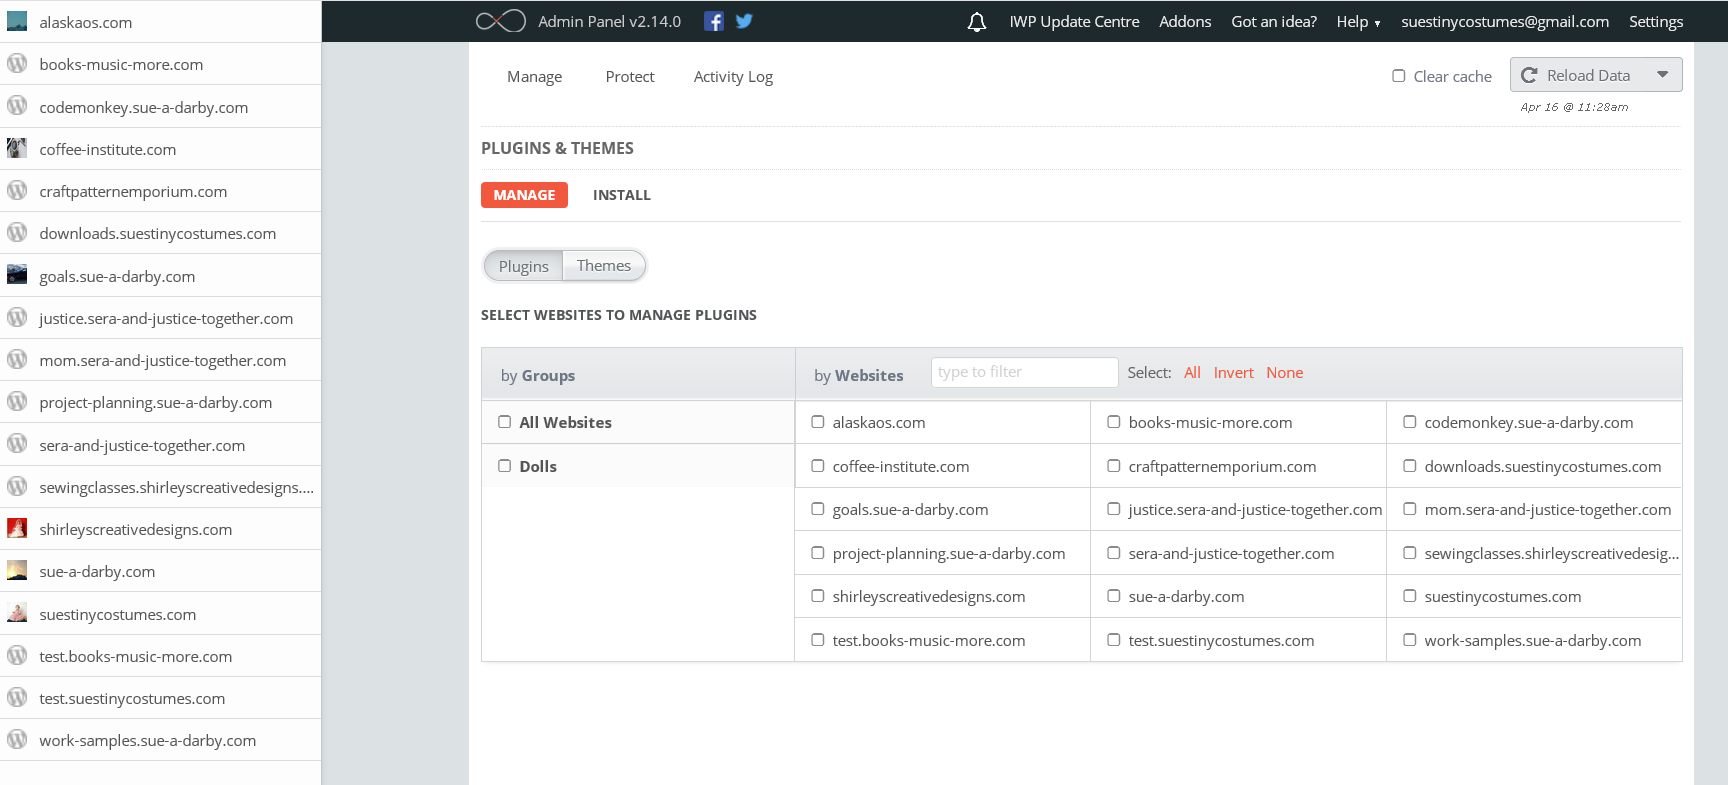 alaskaos.com
books-music-more.com
codemonkey.sue-a-darby.com
coffee-institute.com
craftpatternemporium.com
downloads.suestinycostumes.com
goals.sue-a-darby.com
justice.sera-and-justice-together.com
mom.sera-and-justice-together.com
project-planning.sue-a-darby.com
sera-and-justice-together.com
sewingclasses.shirleyscreativedesigns....
shirleyscreativedesigns.com
sue-a-darby.com
suestinycostumes.com
test.books-music-more.com
test.suestinycostumes.com
work-samples.sue-a-darby.com
Admin Panel v2.14.0 IWP Update Centre Addons Got an idea? Help ▾ suestinycostumes@gmail.com Settings
Manage Protect Activity Log Clear cache Reload Data
Apr 16 @ 11:28am
PLUGINS & THEMES
MANAGE INSTALL
Plugins Themes
SELECT WEBSITES TO MANAGE PLUGINS
by Groups by Websites type to filter Select: All Invert None
All Websites alaskaos.com books-music-more.com codemonkey.sue-a-darby.com
Dolls coffee-institute.com craftpatternemporium.com downloads.suestinycostumes.com
goals.sue-a-darby.com justice.sera-and-justice-together.com mom.sera-and-justice-together.com
project-planning.sue-a-darby.com sera-and-justice-together.com sewingclasses.shirleyscreativedesig...
shirleyscreativedesigns.com sue-a-darby.com suestinycostumes.com
test.books-music-more.com test.suestinycostumes.com work-samples.sue-a-darby.com